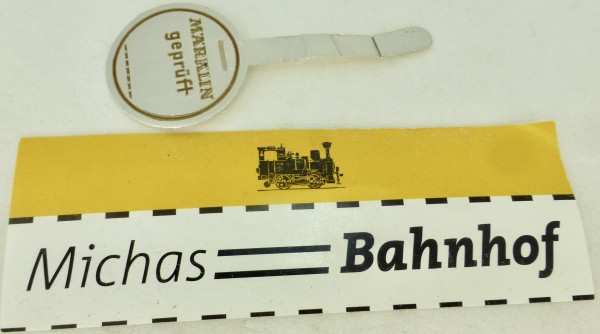 MÄRKLIN
geprüft
Michas Bahnhof